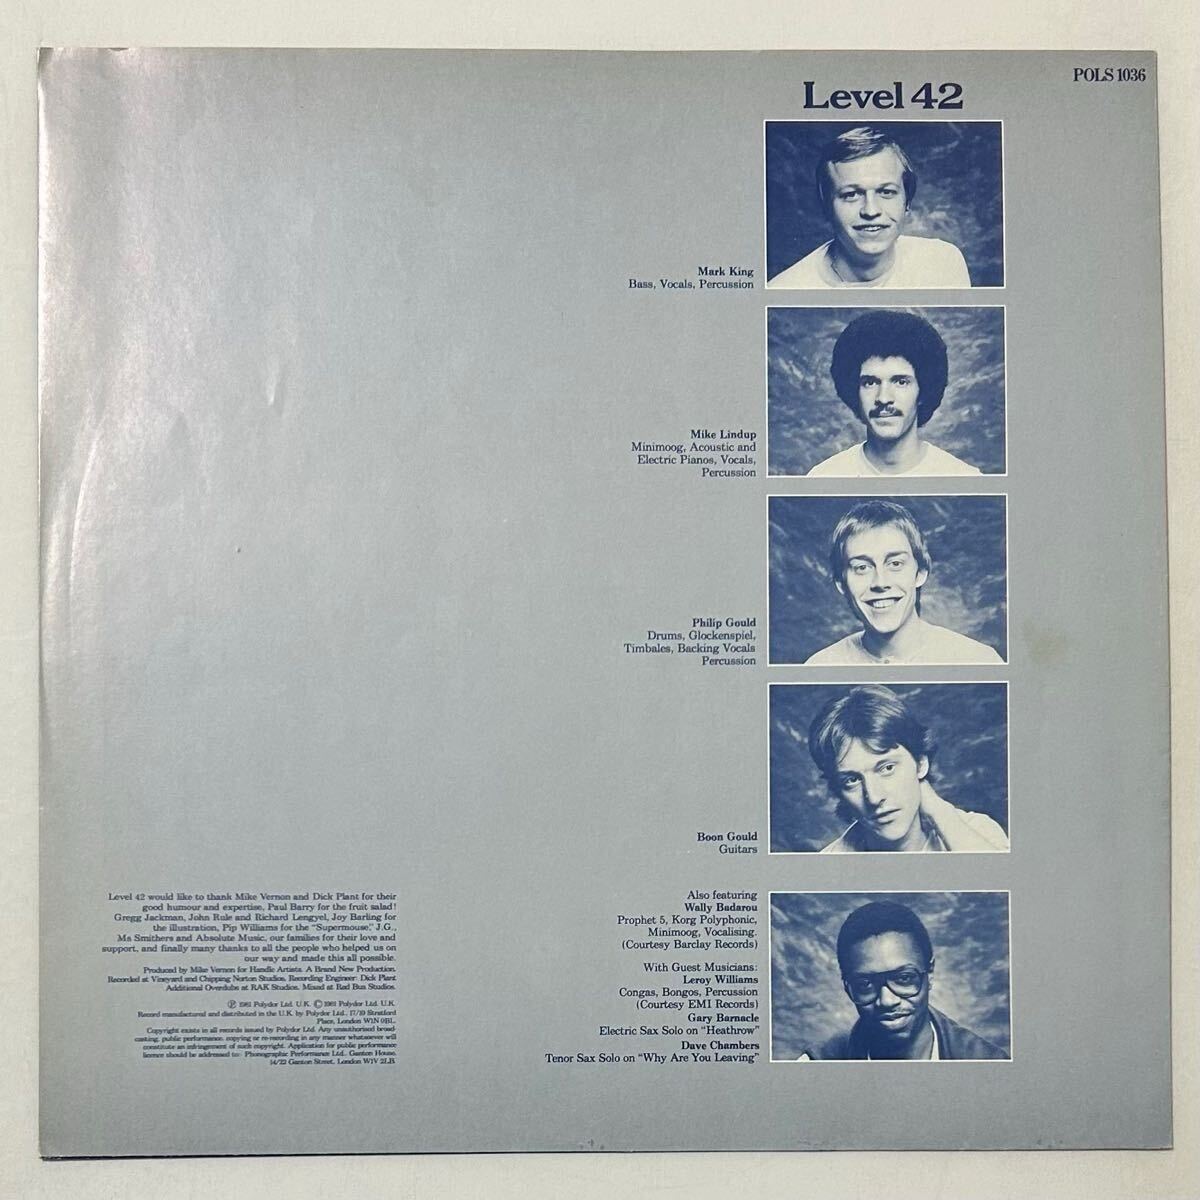 POLS 1036
Level 42
Mark King
Bass, Vocals, Percussion
Mike Lindup
Minimoog, Acoustic and
Electric Pianos, Vocals,
Percussion
Philip Gould
Drums, Glockenspiel,
Timbales, Backing Vocals
Percussion
Boon Gould
Guitars
Also featuring
Wally Badarou
Prophet 5, Korg Polyphonic,
Minimoog, Vocalising.
(Courtesy Barclay Records)
With Guest Musicians:
Leroy Williams
Congas, Bongos, Percussion
(Courtesy EMI Records)
Gary Barnacle
Electric Sax Solo on "Heathrow"
Dave Chambers
Tenor Sax Solo on "Why Are You Leaving"
Level 42 would like to thank Mike Vernon and Dick Plant for their
good humour and expertise, Paul Barry for the fruit salad!
Gregg Jackman, John Rule and Richard Lengyel, Joy Barling for
the illustration, Pip Williams for the "Supermouse," J.G.,
Ms Smithers and Absolute Music, our families for their love and
support, and finally many thanks to all the people who helped us on
our way and made this all possible.
Produced by Mike Vernon for Handle Artists. A Brand New Production.
Recorded at Vineyard and Chipping Norton Studios. Recording Engineer: Dick Plant
Additional Overdubs at RAK Studios. Mixed at Red Bus Studios.
Ⓟ 1981 Polydor Ltd. U.K. © 1981 Polydor Ltd. U.K.
Record manufactured and distributed in the U.K. by Polydor Ltd., 17/19 Stratford
Place, London W1N 0BL.
Copyright exists in all records issued by Polydor Ltd. Any unauthorised broad-
casting, public performance, copying or re-recording in any manner whatsoever will
constitute an infringement of such copyright. Application for public performance
licence should be addressed to: Phonographic Performance Ltd., Ganton House,
14/22 Ganton Street, London W1V 2LB.